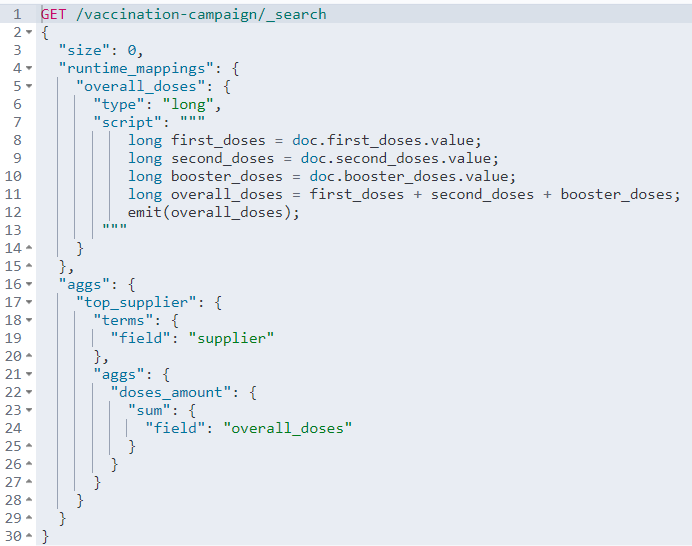 1 GET /vaccination-campaign/_search
2 {
3   "size": 0,
4   "runtime_mappings": {
5     "overall_doses": {
6       "type": "long",
7       "script": """
8           long first_doses = doc.first_doses.value;
9           long second_doses = doc.second_doses.value;
10           long booster_doses = doc.booster_doses.value;
11           long overall_doses = first_doses + second_doses + booster_doses;
12           emit(overall_doses);
13        """
14     }
15   },
16   "aggs": {
17     "top_supplier": {
18       "terms": {
19         "field": "supplier"
20       },
21       "aggs": {
22         "doses_amount": {
23           "sum": {
24             "field": "overall_doses"
25           }
26         }
27       }
28     }
29   }
30 }